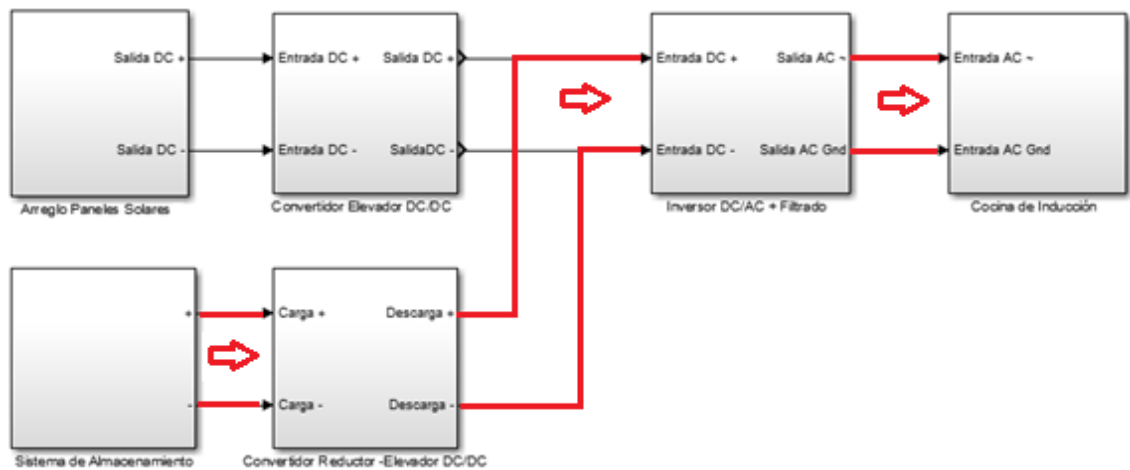 Salida DC +
Salida DC -
Arreglo Paneles Solares
Entrada DC +
Salida DC +
Entrada DC -
SalidaDC -
Convertidor Elevador DC/DC
Entrada DC +
Salida AC ~
Entrada DC -
Salida AC Gnd
Inversor DC/AC + Filtrado
Entrada AC ~
Entrada AC Gnd
Cocina de Inducción
+
-
Sistema de Almacenamiento
Carga +
Descarga +
Carga -
Descarga -
Convertidor Reductor -Elevador DC/DC